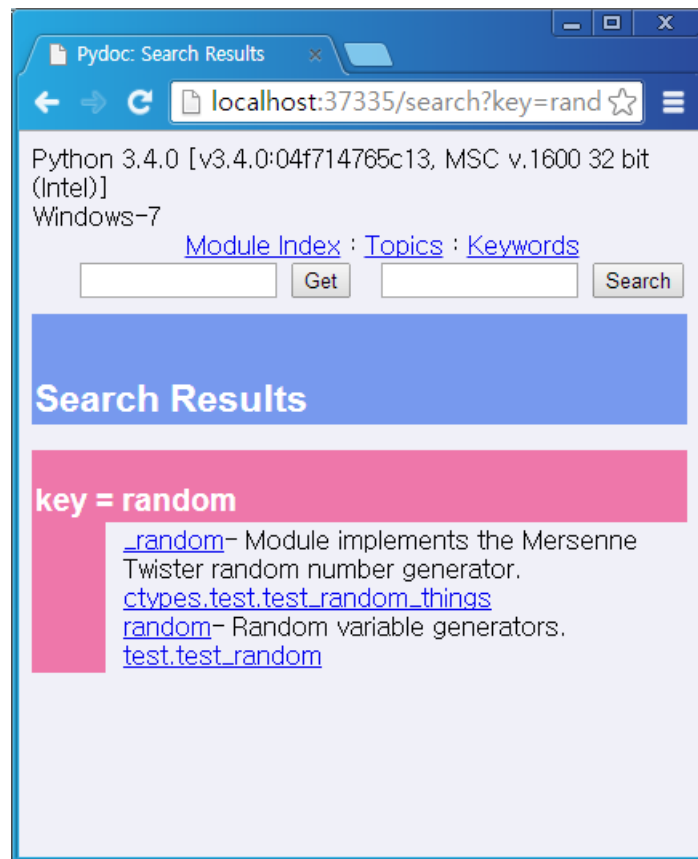 Pydoc: Search Results
localhost:37335/search?key=rand
Python 3.4.0 [v3.4.0:04f714765c13, MSC v.1600 32 bit
(Intel)]
Windows-7
Module Index : Topics : Keywords
Get Search
Search Results
key = random
_random- Module implements the Mersenne
Twister random number generator.
ctypes.test.test_random_things
random- Random variable generators.
test.test_random